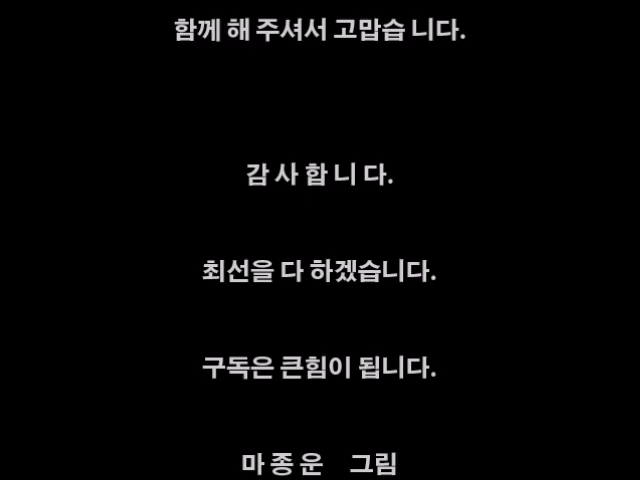 함께 해 주셔서 고맙습 니다.
감 사 합 니 다.
최선을 다 하겠습니다.
구독은 큰힘이 됩니다.
마 종 운 그림